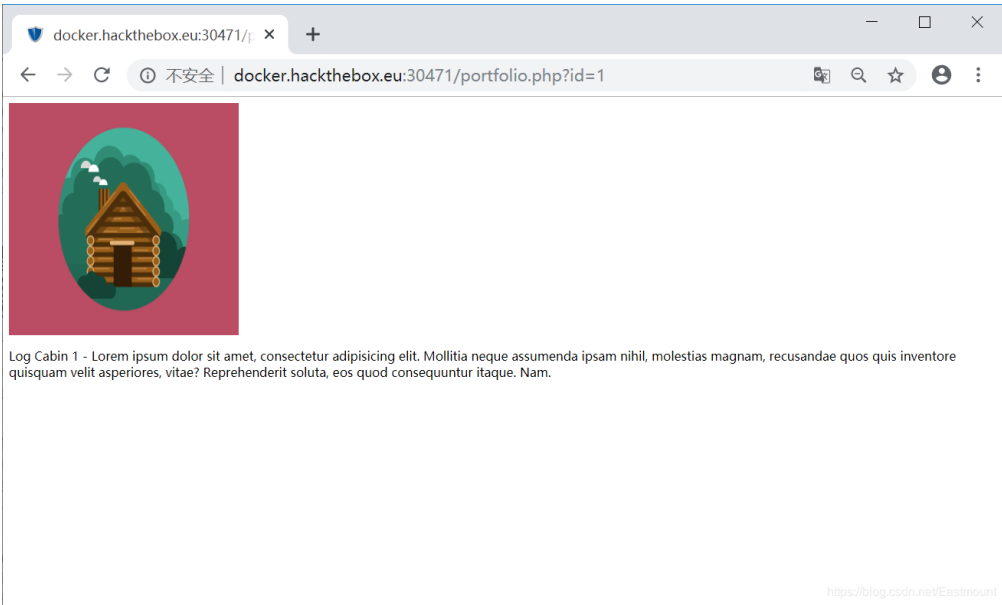 docker.hackthebox.eu:30471/p
不安全 | docker.hackthebox.eu:30471/portfolio.php?id=1
Log Cabin 1 - Lorem ipsum dolor sit amet, consectetur adipisicing elit. Mollitia neque assumenda ipsam nihil, molestias magnam, recusandae quos quis inventore
quisquam velit asperiores, vitae? Reprehenderit soluta, eos quod consequuntur itaque. Nam.
https://blog.csdn.net/Eastmount